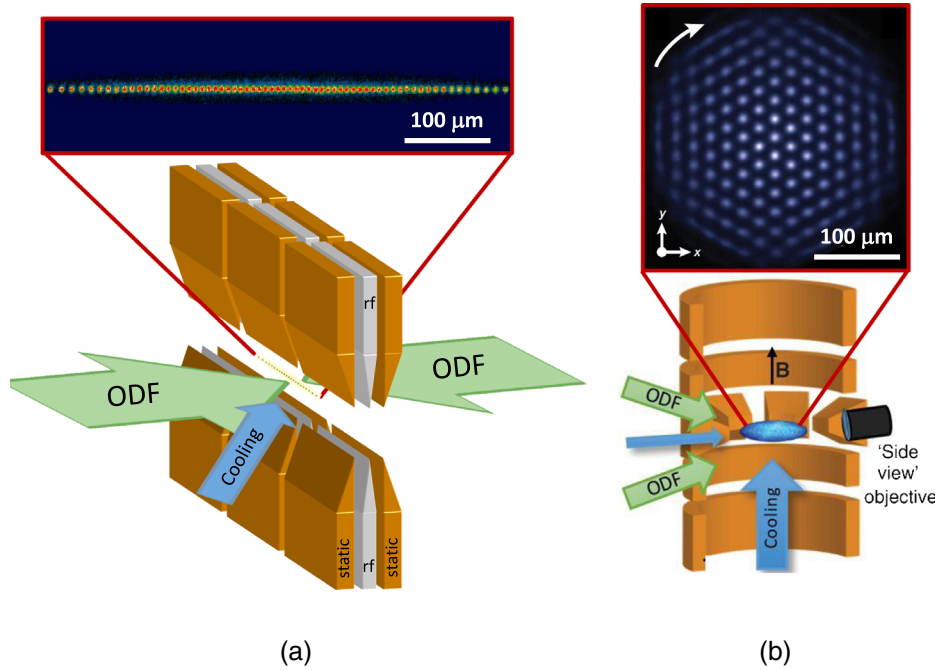 100 μm
rf
ODF
ODF
Cooling
static
rf
static
(a)
y
x
100 μm
B
ODF
ODF
Cooling
'Side
view'
objective
(b)